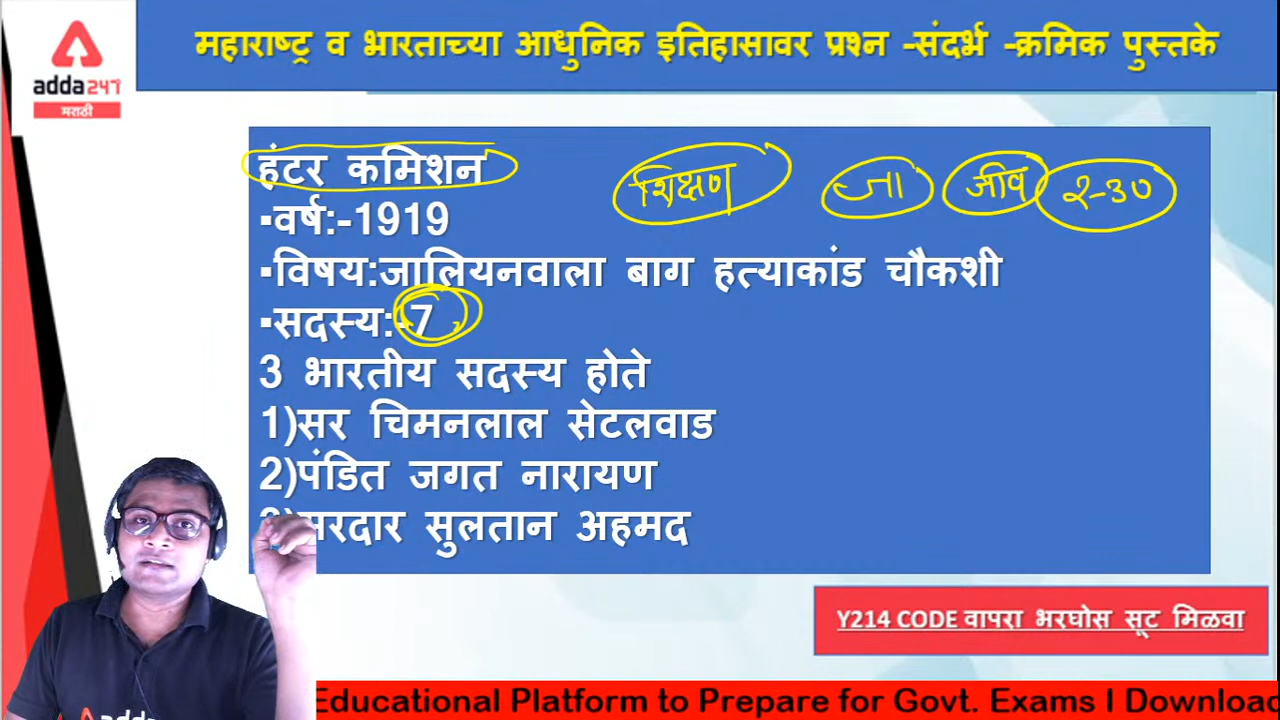 महाराष्ट्र व भारताच्या आधुनिक इतिहासावर प्रश्न -संदर्भ -क्रमिक पुस्तके
adda247
मराठी
हंटर कमिशन
शिक्षण जा जीव २-३०
▪वर्ष:-1919
▪विषय:जालियनवाला बाग हत्याकांड चौकशी
▪सदस्य:-7
3 भारतीय सदस्य होते
1)सर चिमनलाल सेटलवाड
2)पंडित जगत नारायण
सुलतान अहमद
Y214 CODE वापरा भरघोस सूट मिळवा
Educational Platform to Prepare for Govt. Exams I Download